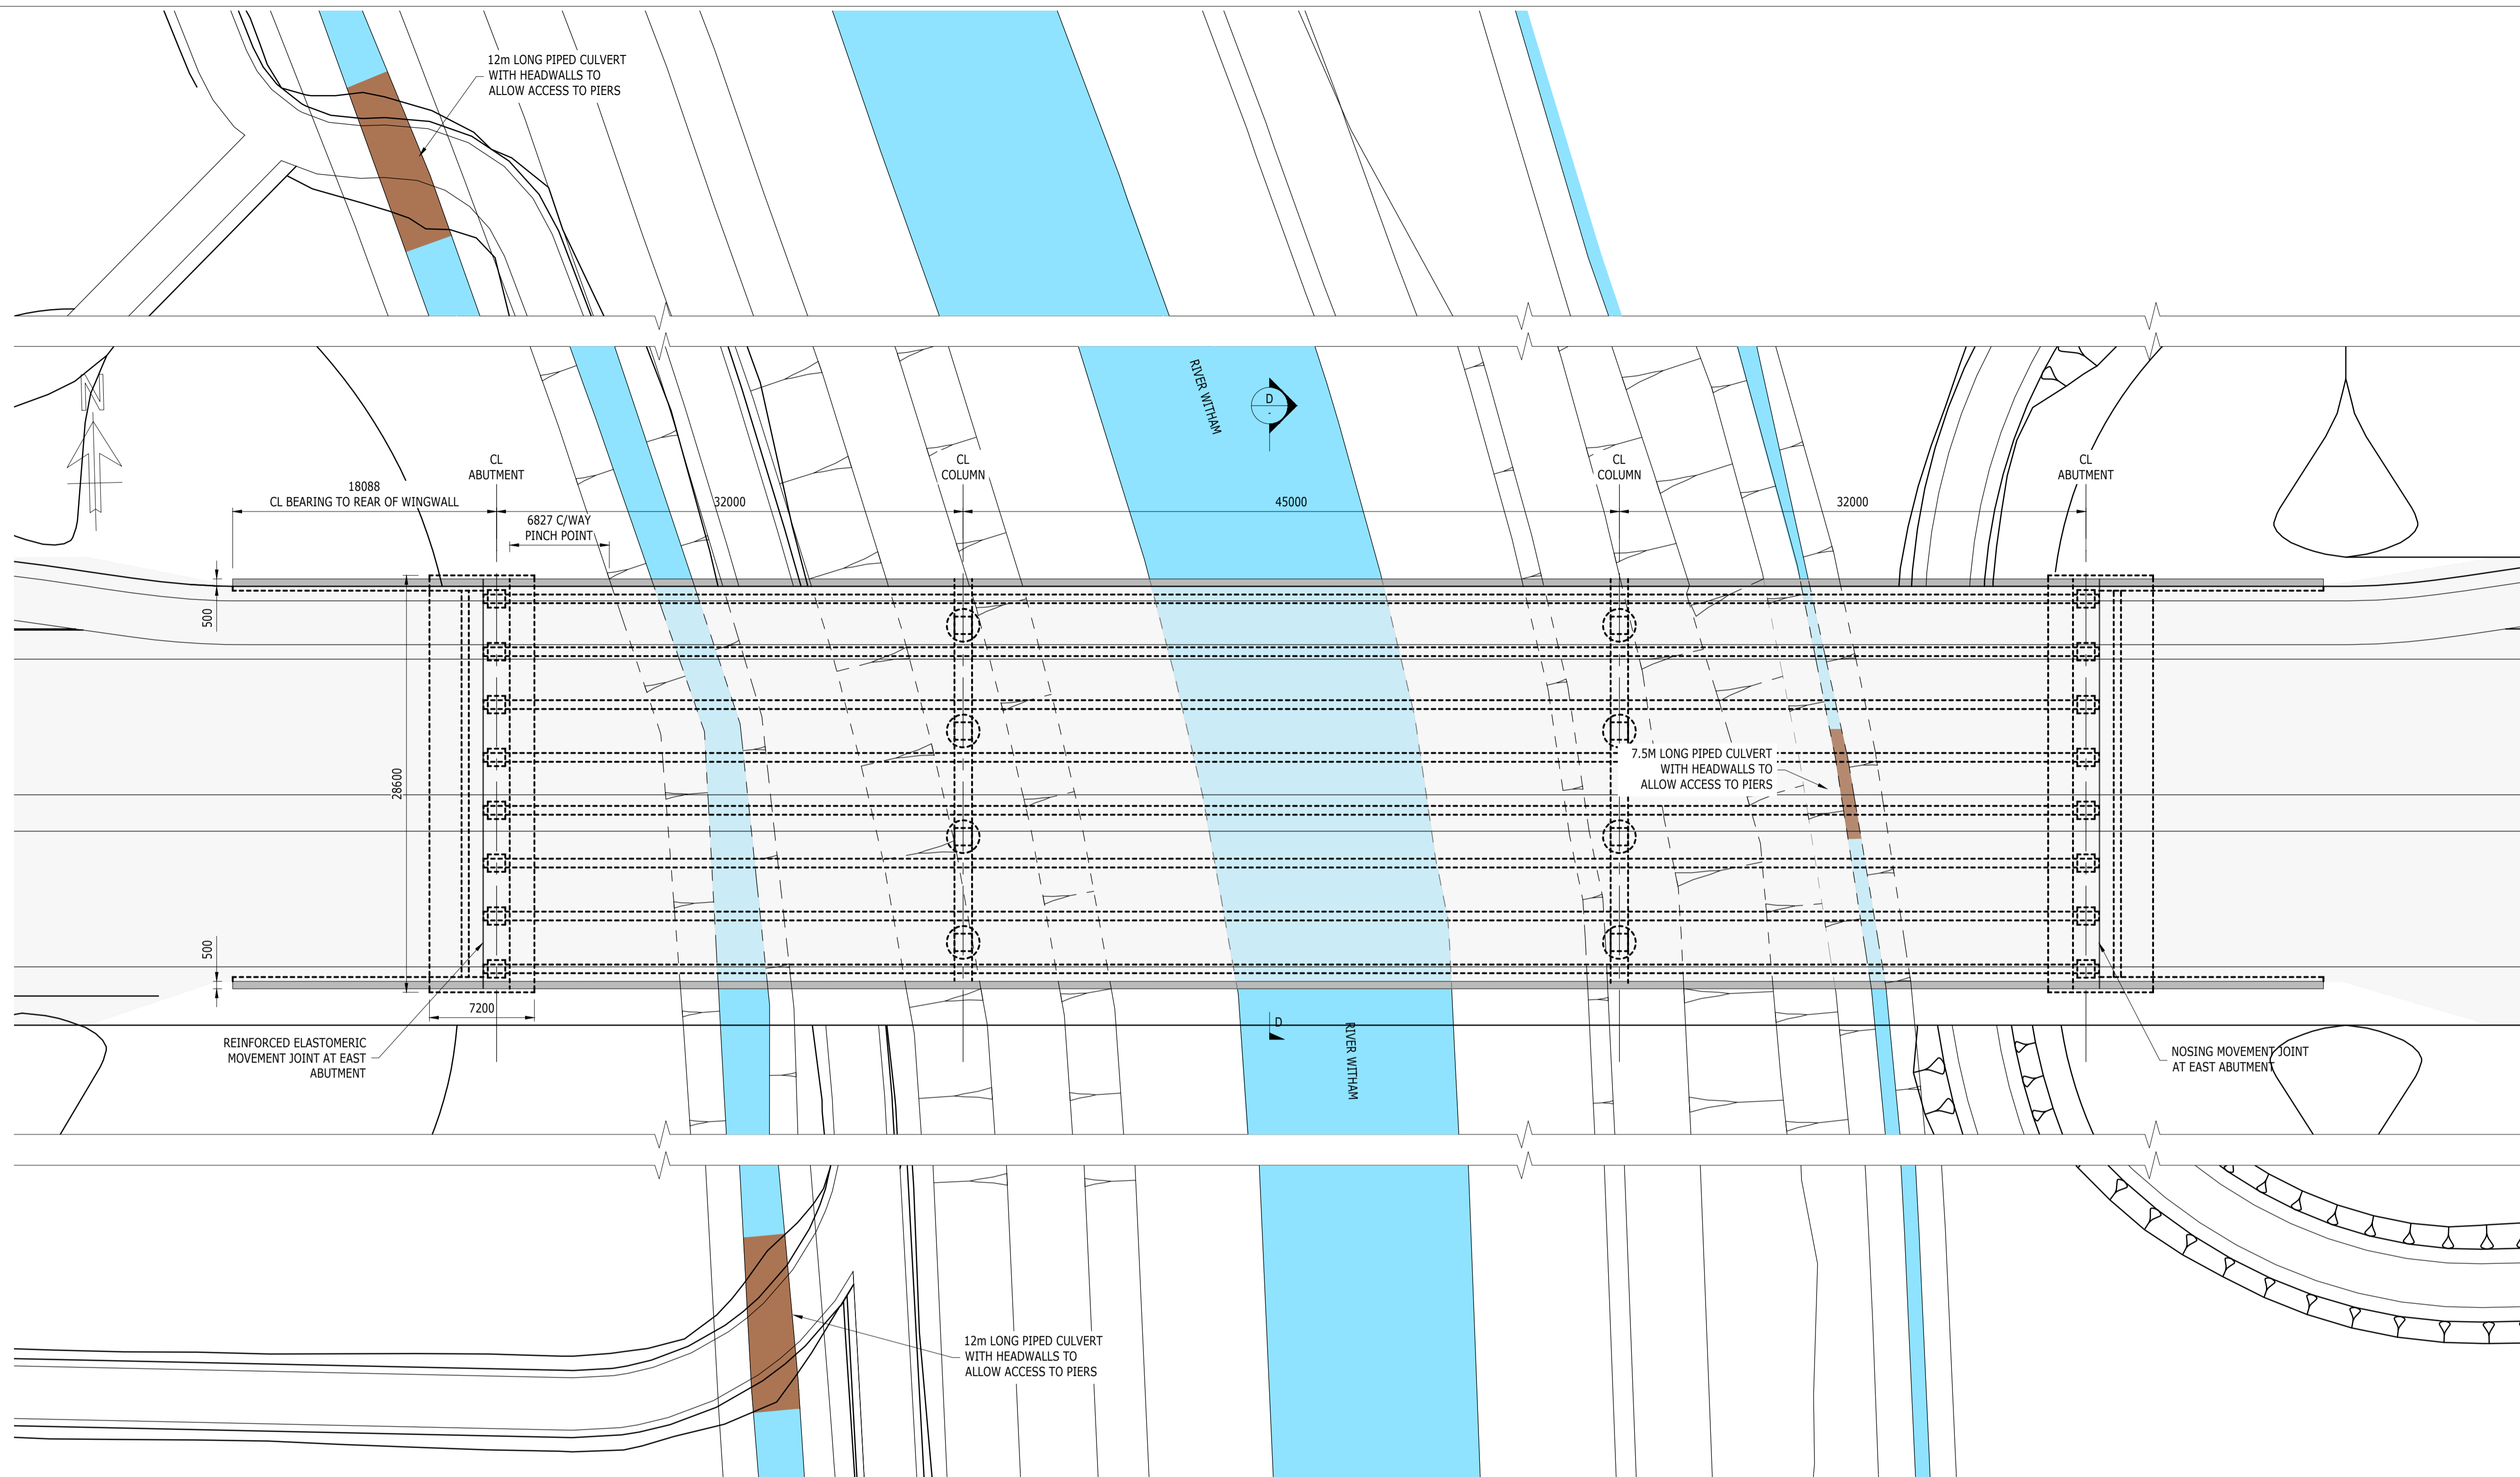 12m LONG PIPED CULVERT
WITH HEADWALLS TO
ALLOW ACCESS TO PIERS
N
RIVER WITHAM
D
-
CL
ABUTMENT
CL
COLUMN
CL
COLUMN
CL
ABUTMENT
18088
CL BEARING TO REAR OF WINGWALL
32000
45000
32000
6827 C/WAY
PINCH POINT
500
28600
7.5M LONG PIPED CULVERT
WITH HEADWALLS TO
ALLOW ACCESS TO PIERS
500
7200
D
RIVER WITHAM
REINFORCED ELASTOMERIC
MOVEMENT JOINT AT EAST
ABUTMENT
NOSING MOVEMENT JOINT
AT EAST ABUTMENT
12m LONG PIPED CULVERT
WITH HEADWALLS TO
ALLOW ACCESS TO PIERS